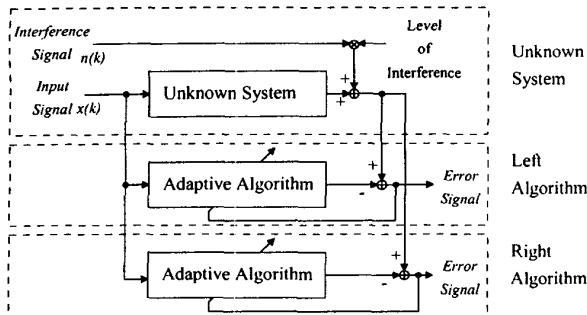 Interference
Signal n(k)
Level
of
Interference
Input
Signal x(k)
Unknown System
+
+
Unknown
System
Adaptive Algorithm
+
-
Error
Signal
Left
Algorithm
Adaptive Algorithm
+
-
Error
Signal
Right
Algorithm